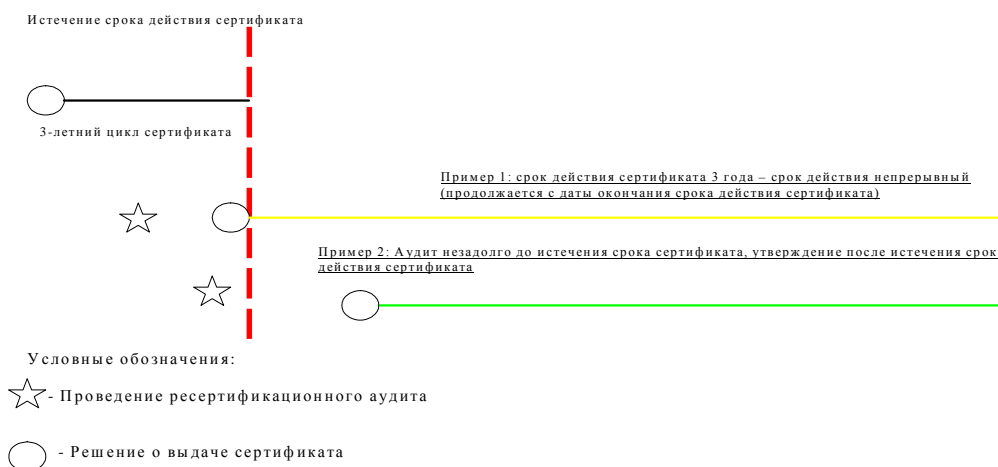 Истечение срока действия сертификата
3-летний цикл сертификата
Пример 1: срок действия сертификата 3 года – срок действия непрерывный
(продолжается с даты окончания срока действия сертификата)
Пример 2: Аудит незадолго до истечения срока сертификата, утверждение после истечения срок
действия сертификата
Условные обозначения:
- Проведение ресертификационного аудита
- Решение о выдаче сертификата